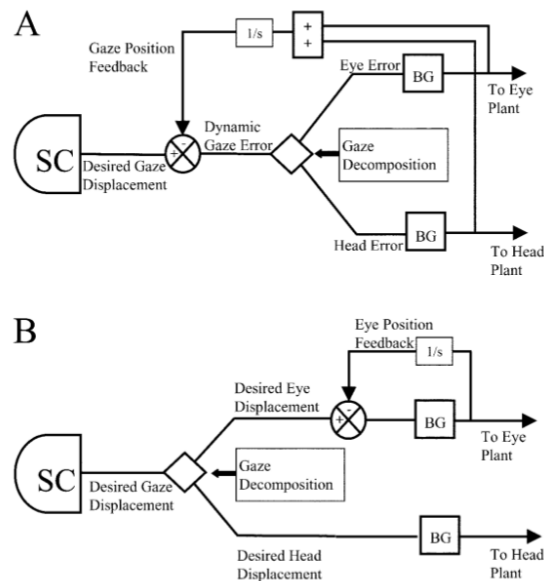 A
Gaze Position
Feedback
1/s
+
+
Eye Error
BG
To Eye
Plant
SC
Desired Gaze
Displacement
+
-
Dynamic
Gaze Error
Gaze
Decomposition
Head Error
BG
To Head
Plant
B
Eye Position
Feedback
1/s
Desired Eye
Displacement
+
-
BG
To Eye
Plant
SC
Desired Gaze
Displacement
Gaze
Decomposition
Desired Head
Displacement
BG
To Head
Plant